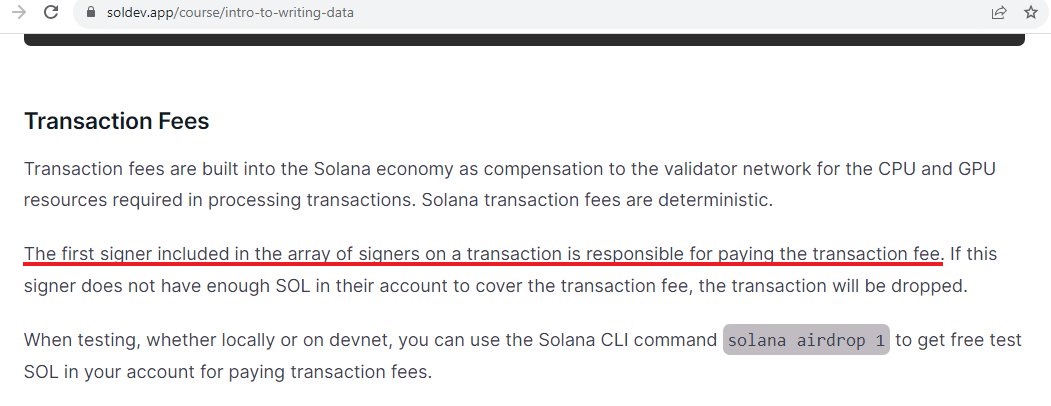 soldev.app/course/intro-to-writing-data
Transaction Fees
Transaction fees are built into the Solana economy as compensation to the validator network for the CPU and GPU
resources required in processing transactions. Solana transaction fees are deterministic.
The first signer included in the array of signers on a transaction is responsible for paying the transaction fee. If this
signer does not have enough SOL in their account to cover the transaction fee, the transaction will be dropped.
When testing, whether locally or on devnet, you can use the Solana CLI command solana airdrop 1 to get free test
SOL in your account for paying transaction fees.